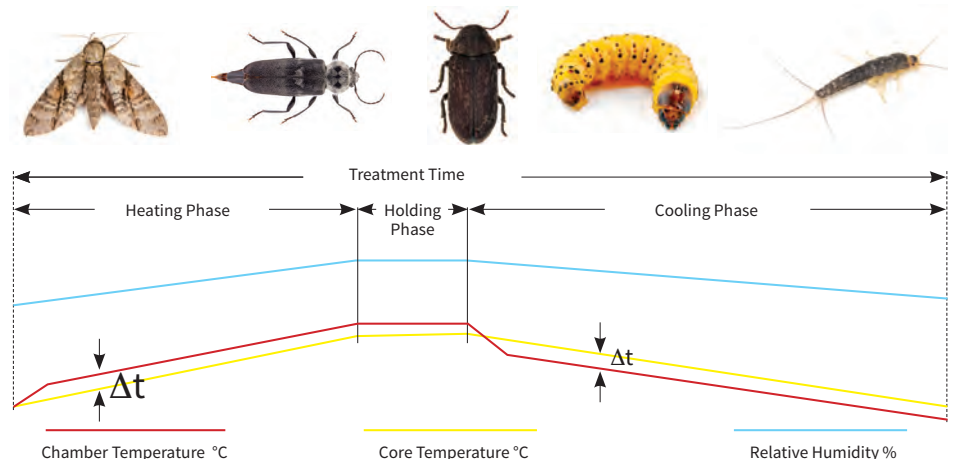 Treatment Time
Heating Phase
Holding
Phase
Cooling Phase
Δt
Δt
Chamber Temperature °C
Core Temperature °C
Relative Humidity %